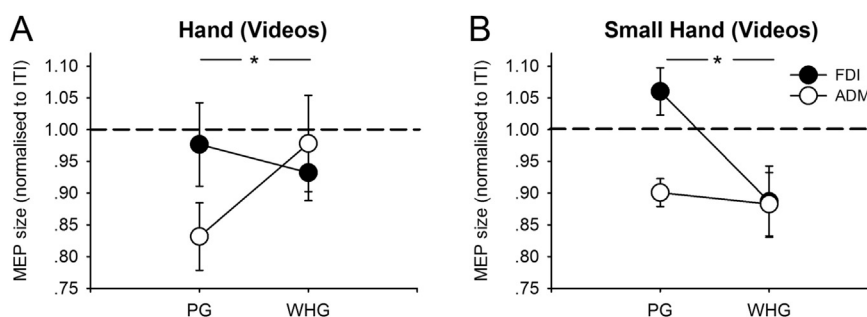 A
Hand (Videos)
MEP size (normalised to ITI)
1.10
1.05
1.00
.95
.90
.85
.80
.75
*
PG
WHG
B
Small Hand (Videos)
MEP size (normalised to ITI)
1.10
1.05
1.00
.95
.90
.85
.80
.75
*
FDI
ADM
PG
WHG